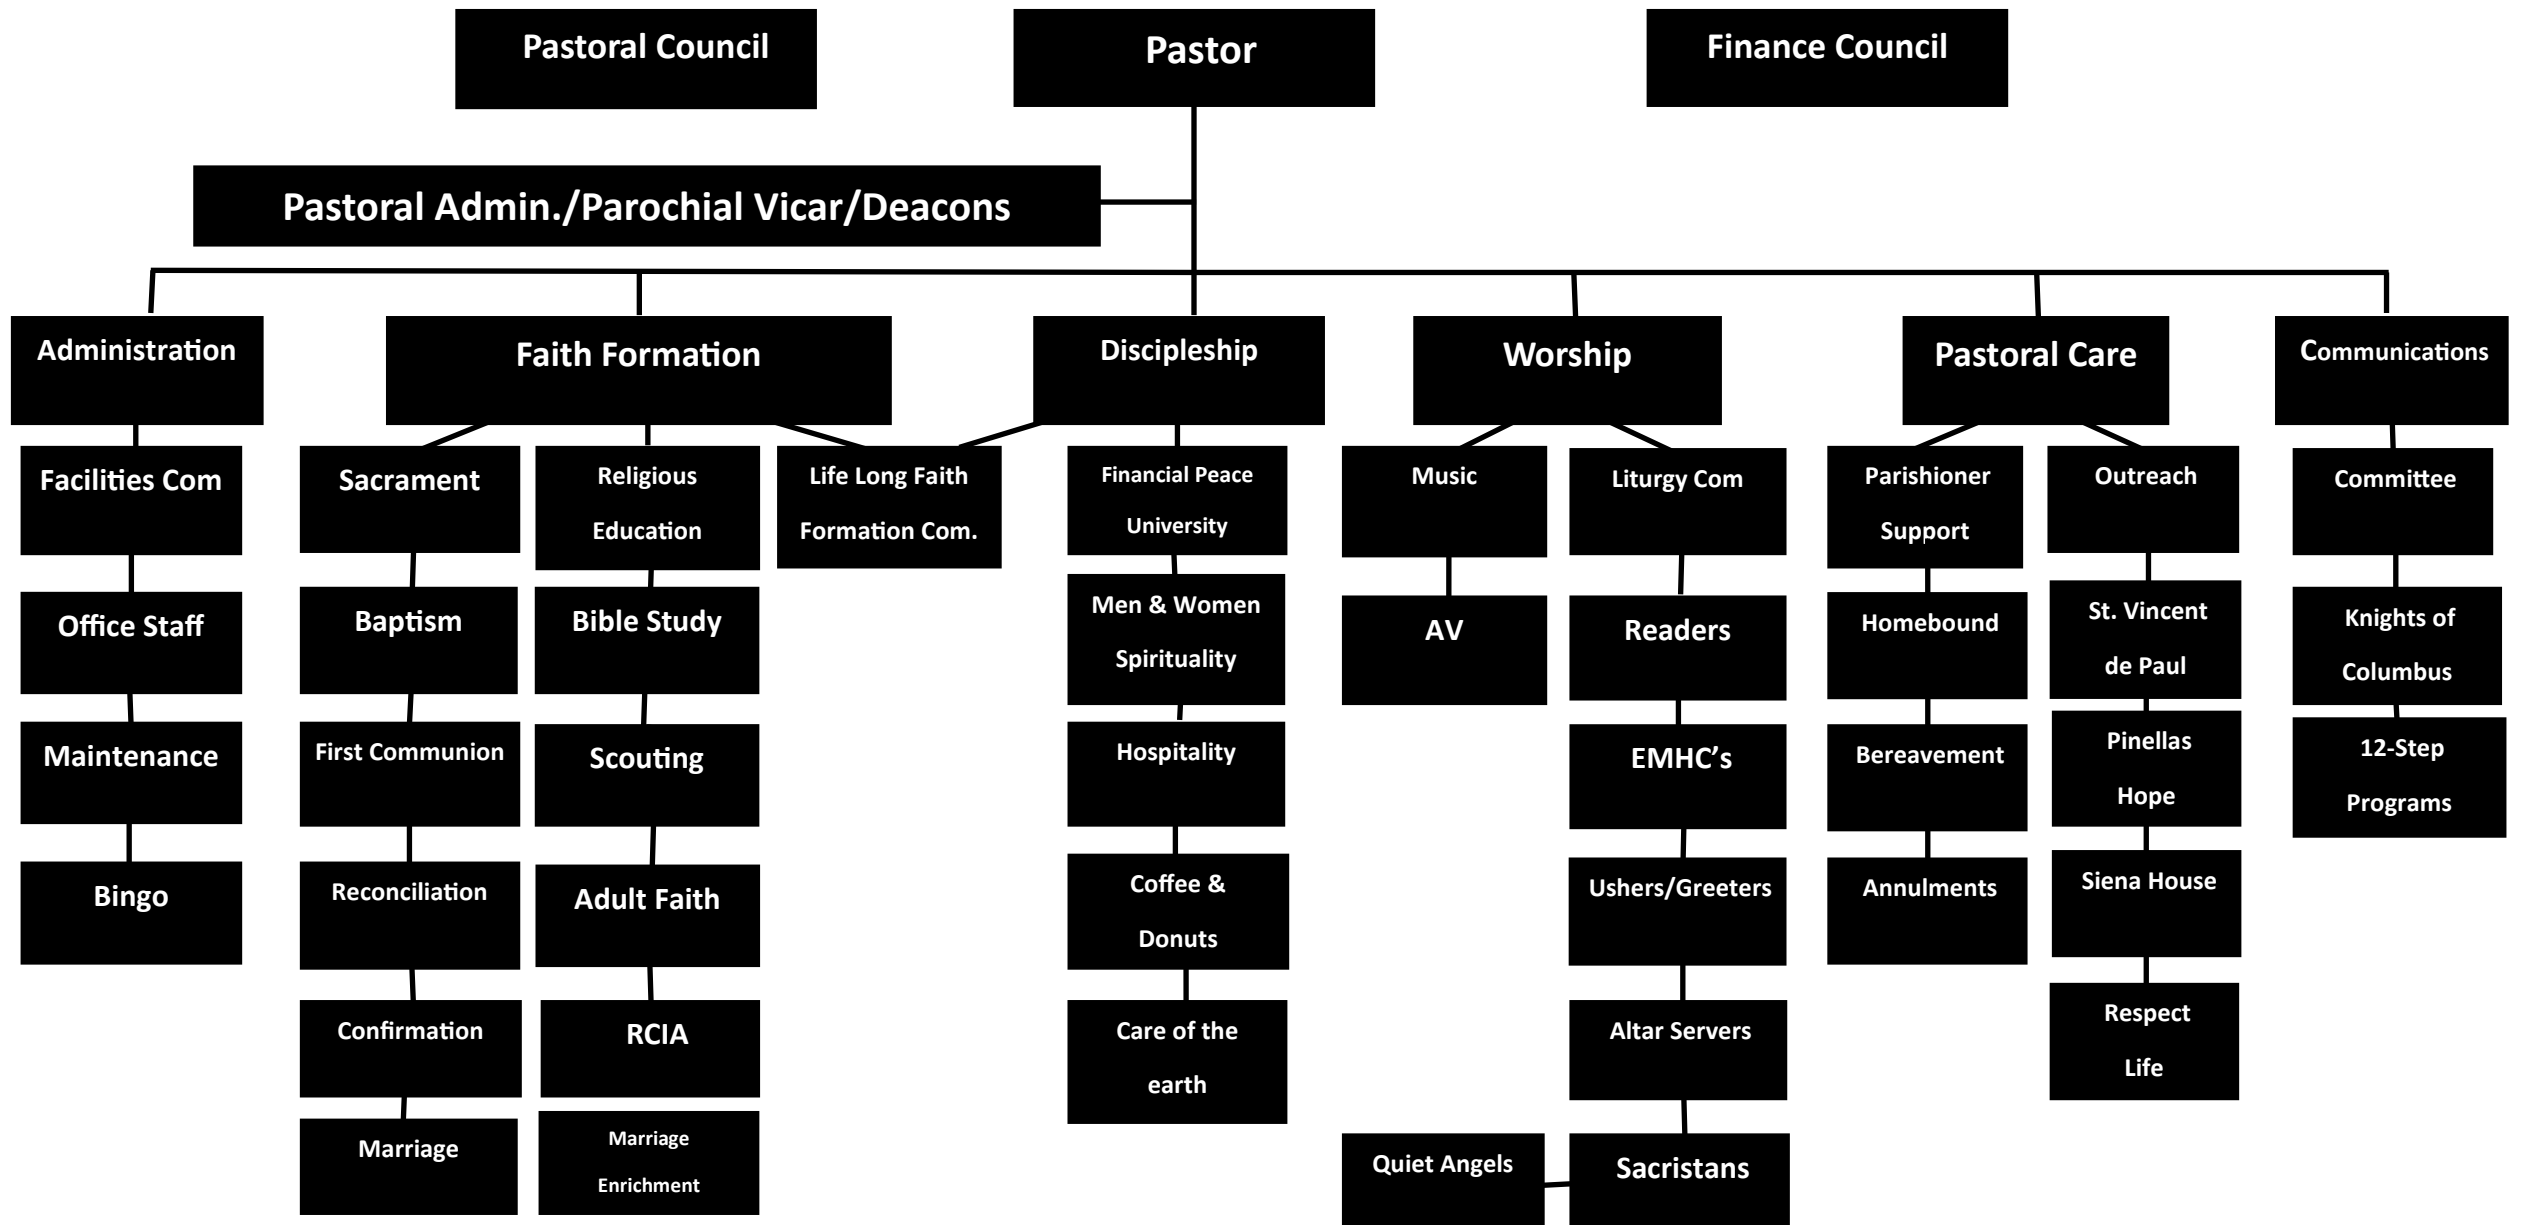 Pastoral Council
Pastor
Finance Council
Pastoral Admin./Parochial Vicar/Deacons
Administration
Faith Formation
Discipleship
Worship
Pastoral Care
Communications
Facilities Com
Office Staff
Maintenance
Bingo
Sacrament
Baptism
First Communion
Reconciliation
Confirmation
Marriage
Religious
Education
Bible Study
Scouting
Adult Faith
RCIA
Marriage
Enrichment
Life Long Faith
Formation Com.
Financial Peace
University
Men & Women
Spirituality
Hospitality
Coffee &
Donuts
Care of the
earth
Music
AV
Liturgy Com
Readers
EMHC’s
Ushers/Greeters
Altar Servers
Sacristans
Quiet Angels
Parishioner
Support
Homebound
Bereavement
Annulments
Outreach
St. Vincent
de Paul
Pinellas
Hope
Siena House
Respect
Life
Committee
Knights of
Columbus
12-Step
Programs